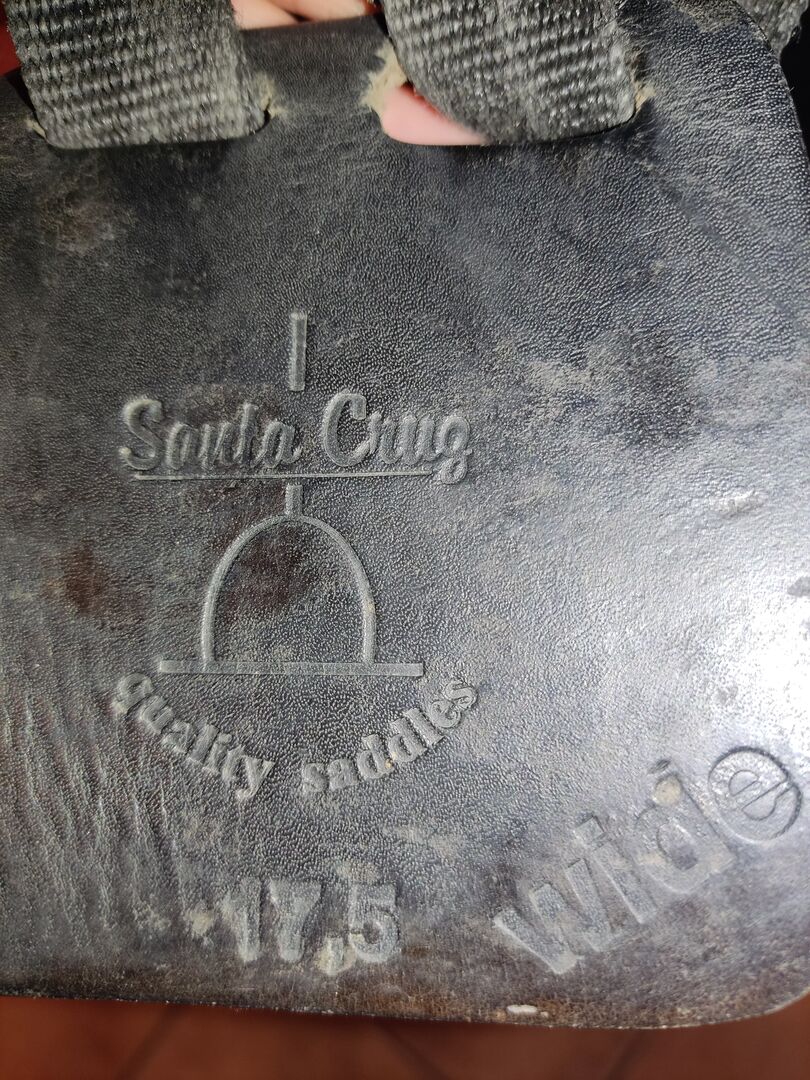 Santa Cruz
quality saddles
17,5
wide